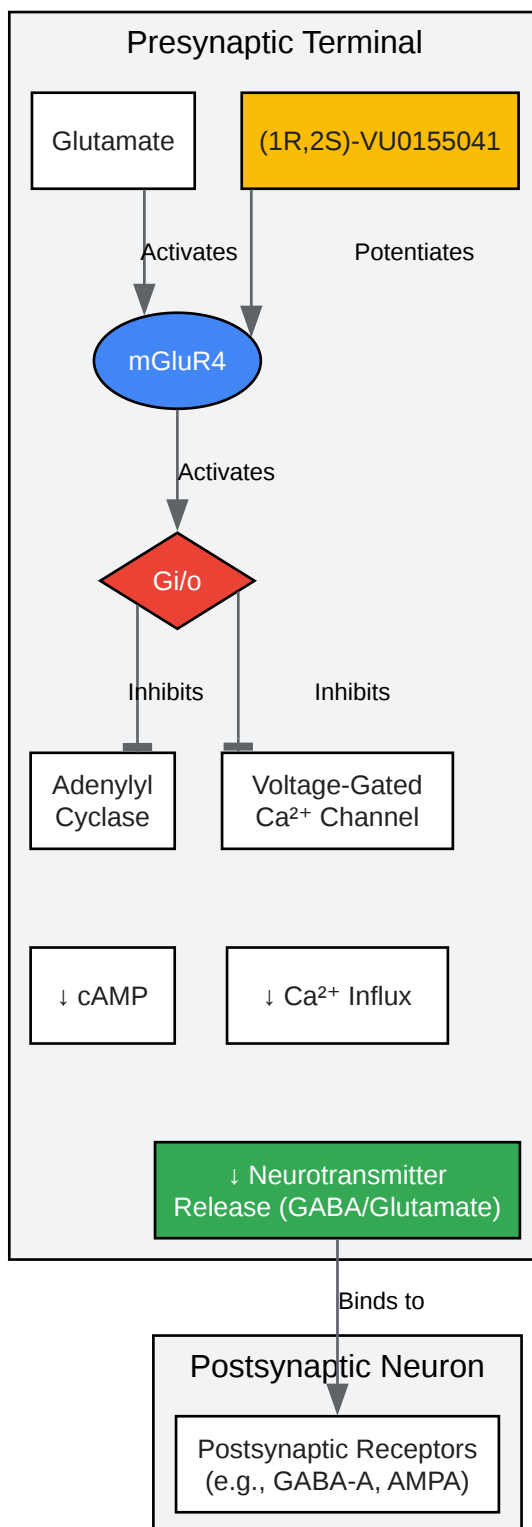 Presynaptic Terminal
Glutamate
(1R,2S)-VU0155041
Activates
Potentiates
mGluR4
Activates
Gi/o
Inhibits
Inhibits
Adenylyl
Cyclase
Voltage-Gated
Ca²⁺ Channel
↓ cAMP
↓ Ca²⁺ Influx
↓ Neurotransmitter
Release (GABA/Glutamate)
Binds to
Postsynaptic Neuron
Postsynaptic Receptors
(e.g., GABA-A, AMPA)